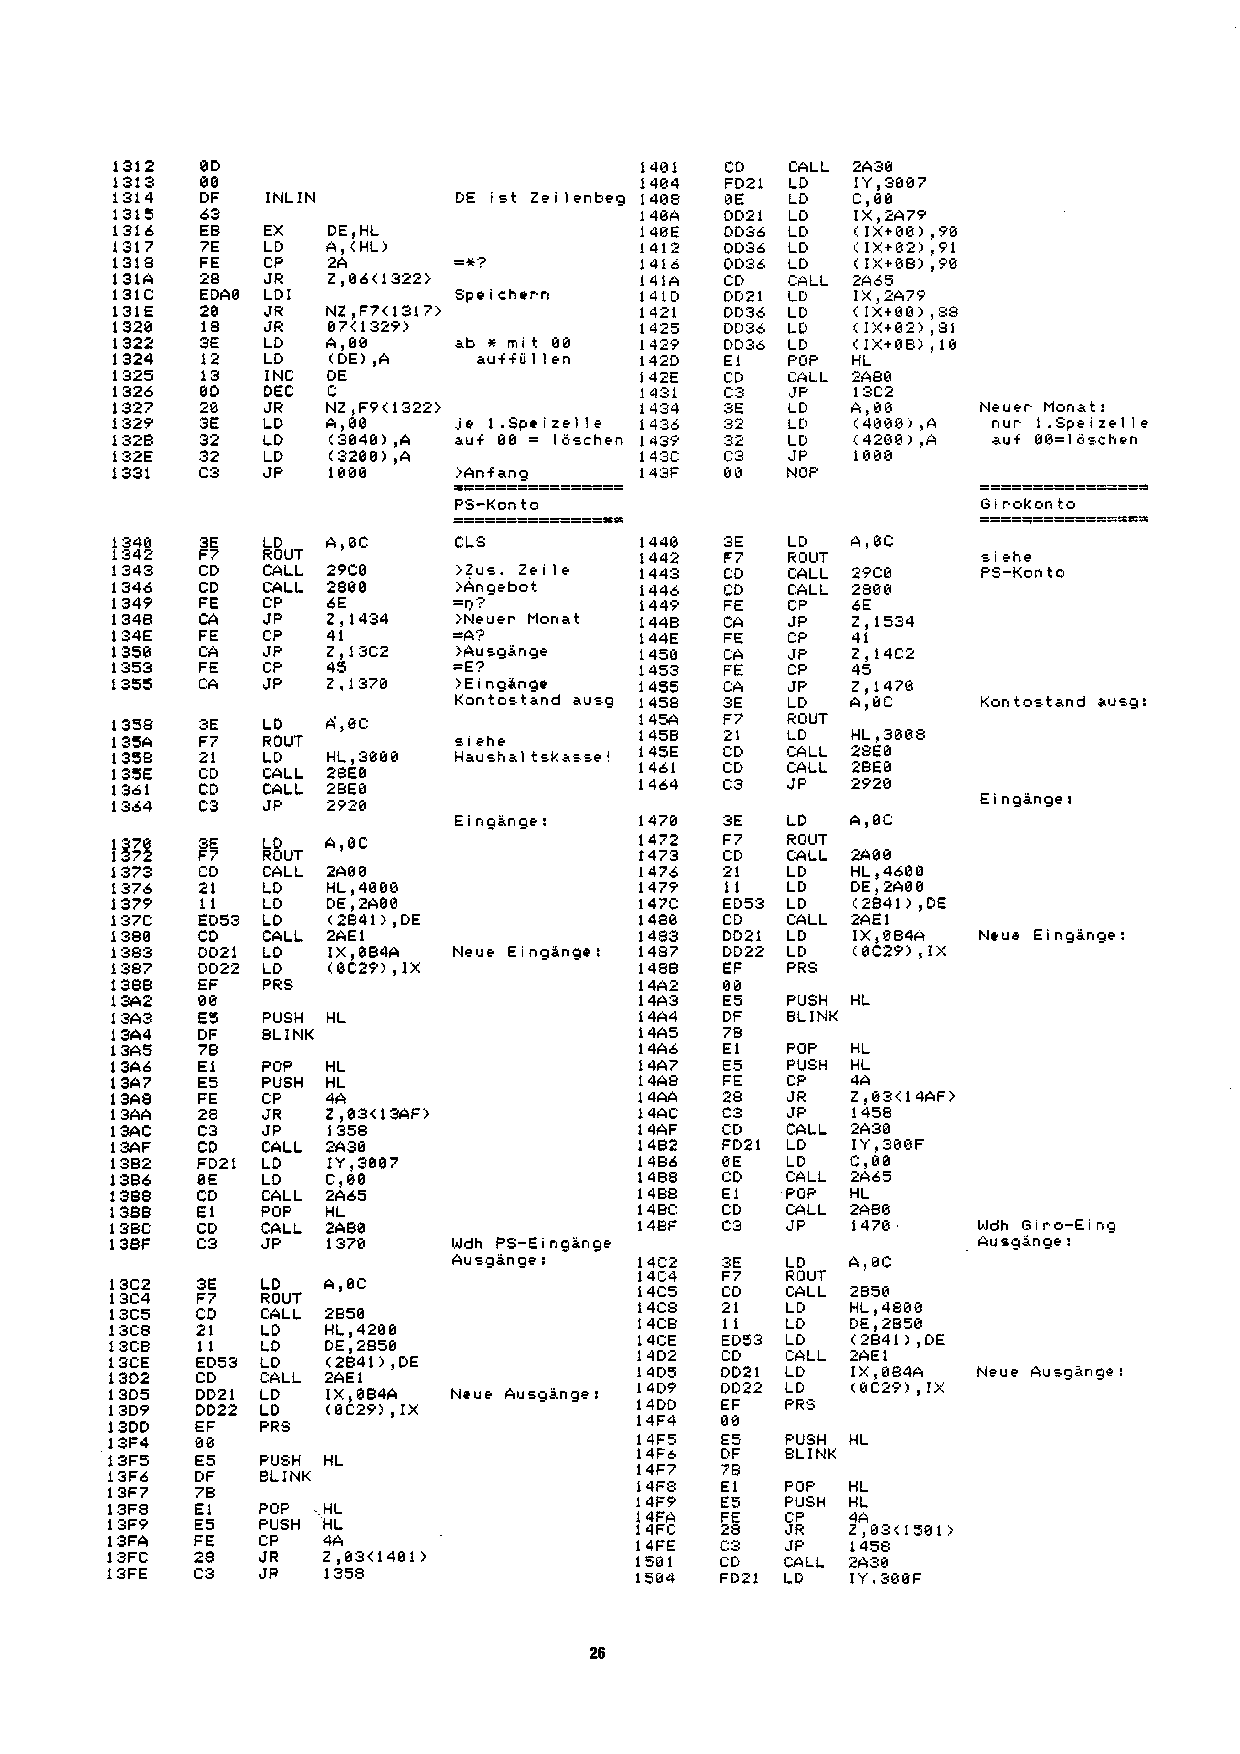 1312 0D
1313 00
1314 DF INLIN DE ist Zeilenbeg
1315 63
1316 EB EX DE,HL
1317 7E LD A,(HL)
1318 FE CP 2A =*?
131A 28 JR Z,06<1322>
131C EDA0 LDI Speichern
131E 20 JR NZ,F7<1317>
1320 18 JR 07<1329>
1322 3E LD A,00 ab * mit 00
1324 12 LD (DE),A auffüllen
1325 13 INC DE
1326 0D DEC C
1327 20 JR NZ,F9<1322>
1329 3E LD A,00 je 1.Speizelle
132B 32 LD (3040),A auf 00 = löschen
132E 32 LD (3200),A
1331 C3 JP 1000 >Anfang
================
PS-Konto
================
1340 3E LD A,0C CLS
1342 F7 ROUT
1343 CD CALL 29C0 >Zus. Zeile
1346 CD CALL 2800 >Angebot
1349 FE CP 6E =n?
134B CA JP Z,1434 >Neuer Monat
134E FE CP 41 =A?
1350 CA JP Z,13C2 >Ausgänge
1353 FE CP 45 =E?
1355 CA JP Z,1370 >Eingänge
Kontostand ausg
1358 3E LD A,0C
135A F7 ROUT siehe
135B 21 LD HL,3000 Haushaltskasse!
135E CD CALL 28E0
1361 CD CALL 2BE0
1364 C3 JP 2920
Eingänge:
1370 3E LD A,0C
1372 F7 ROUT
1373 CD CALL 2A00
1376 21 LD HL,4000
1379 11 LD DE,2A00
137C ED53 LD (2B41),DE
1380 CD CALL 2AE1
1383 DD21 LD IX,0B4A Neue Eingänge:
1387 DD22 LD (0C29),IX
138B EF PRS
13A2 00
13A3 E5 PUSH HL
13A4 DF BLINK
13A5 7B
13A6 E1 POP HL
13A7 E5 PUSH HL
13A8 FE CP 4A
13AA 28 JR Z,03<13AF>
13AC C3 JP 1358
13AF CD CALL 2A30
13B2 FD21 LD IY,3007
13B6 0E LD C,00
13B8 CD CALL 2A65
13BB E1 POP HL
13BC CD CALL 2AB0
13BF C3 JP 1370 Wdh PS-Eingänge
Ausgänge:
13C2 3E LD A,0C
13C4 F7 ROUT
13C5 CD CALL 2B50
13C8 21 LD HL,4200
13CB 11 LD DE,2B50
13CE ED53 LD (2B41),DE
13D2 CD CALL 2AE1
13D5 DD21 LD IX,0B4A Neue Ausgänge:
13D9 DD22 LD (0C29),IX
13DD EF PRS
13F4 00
13F5 E5 PUSH HL
13F6 DF BLINK
13F7 7B
13F8 E1 POP HL
13F9 E5 PUSH HL
13FA FE CP 4A
13FC 28 JR Z,03<1401>
13FE C3 JP 1358
1401 CD CALL 2A30
1404 FD21 LD IY,3007
1408 0E LD C,00
140A DD21 LD IX,2A79
140E DD36 LD (IX+00),90
1412 DD36 LD (IX+02),91
1416 DD36 LD (IX+0B),90
141A CD CALL 2A65
141D DD21 LD IX,2A79
1421 DD36 LD (IX+00),88
1425 DD36 LD (IX+02),81
1429 DD36 LD (IX+0B),10
142D E1 POP HL
142E CD CALL 2AB0
1431 C3 JP 13C2
1434 3E LD A,00 Neuer Monat:
1436 32 LD (4000),A nur 1.Speizelle
1439 32 LD (4200),A auf 00=löschen
143C C3 JP 1000
143F 00 NOP
================
Girokonto
================
1440 3E LD A,0C
1442 F7 ROUT siehe
1443 CD CALL 29C0 PS-Konto
1446 CD CALL 2800
1449 FE CP 6E
144B CA JP Z,1534
144E FE CP 41
1450 CA JP Z,14C2
1453 FE CP 45
1455 CA JP Z,1470
1458 3E LD A,0C Kontostand ausg:
145A F7 ROUT
145B 21 LD HL,3008
145E CD CALL 28E0
1461 CD CALL 2BE0
1464 C3 JP 2920
Eingänge:
1470 3E LD A,0C
1472 F7 ROUT
1473 CD CALL 2A00
1476 21 LD HL,4600
1479 11 LD DE,2A00
147C ED53 LD (2B41),DE
1480 CD CALL 2AE1
1483 DD21 LD IX,0B4A Neue Eingänge:
1487 DD22 LD (0C29),IX
148B EF PRS
14A2 00
14A3 E5 PUSH HL
14A4 DF BLINK
14A5 7B
14A6 E1 POP HL
14A7 E5 PUSH HL
14A8 FE CP 4A
14AA 28 JR Z,03<14AF>
14AC C3 JP 1458
14AF CD CALL 2A30
14B2 FD21 LD IY,300F
14B6 0E LD C,00
14B8 CD CALL 2A65
14BB E1 POP HL
14BC CD CALL 2AB0
14BF C3 JP 1470 Wdh Giro-Eing
Ausgänge:
14C2 3E LD A,0C
14C4 F7 ROUT
14C5 CD CALL 2B50
14C8 21 LD HL,4800
14CB 11 LD DE,2B50
14CE ED53 LD (2B41),DE
14D2 CD CALL 2AE1
14D5 DD21 LD IX,0B4A Neue Ausgänge:
14D9 DD22 LD (0C29),IX
14DD EF PRS
14F4 00
14F5 E5 PUSH HL
14F6 DF BLINK
14F7 7B
14F8 E1 POP HL
14F9 E5 PUSH HL
14FA FE CP 4A
14FC 28 JR Z,03<1501>
14FE C3 JP 1458
1501 CD CALL 2A30
1504 FD21 LD IY,300F
26